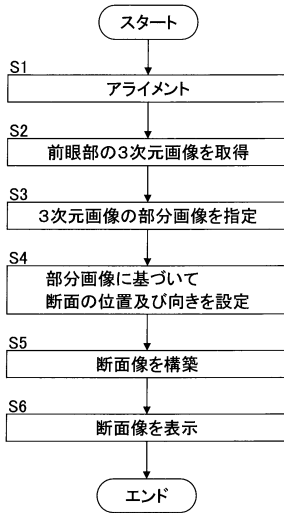 スタート
S1
アライメント
S2
前眼部の3次元画像を取得
S3
3次元画像の部分画像を指定
S4
部分画像に基づいて
断面の位置及び向きを設定
S5
断面像を構築
S6
断面像を表示
エンド